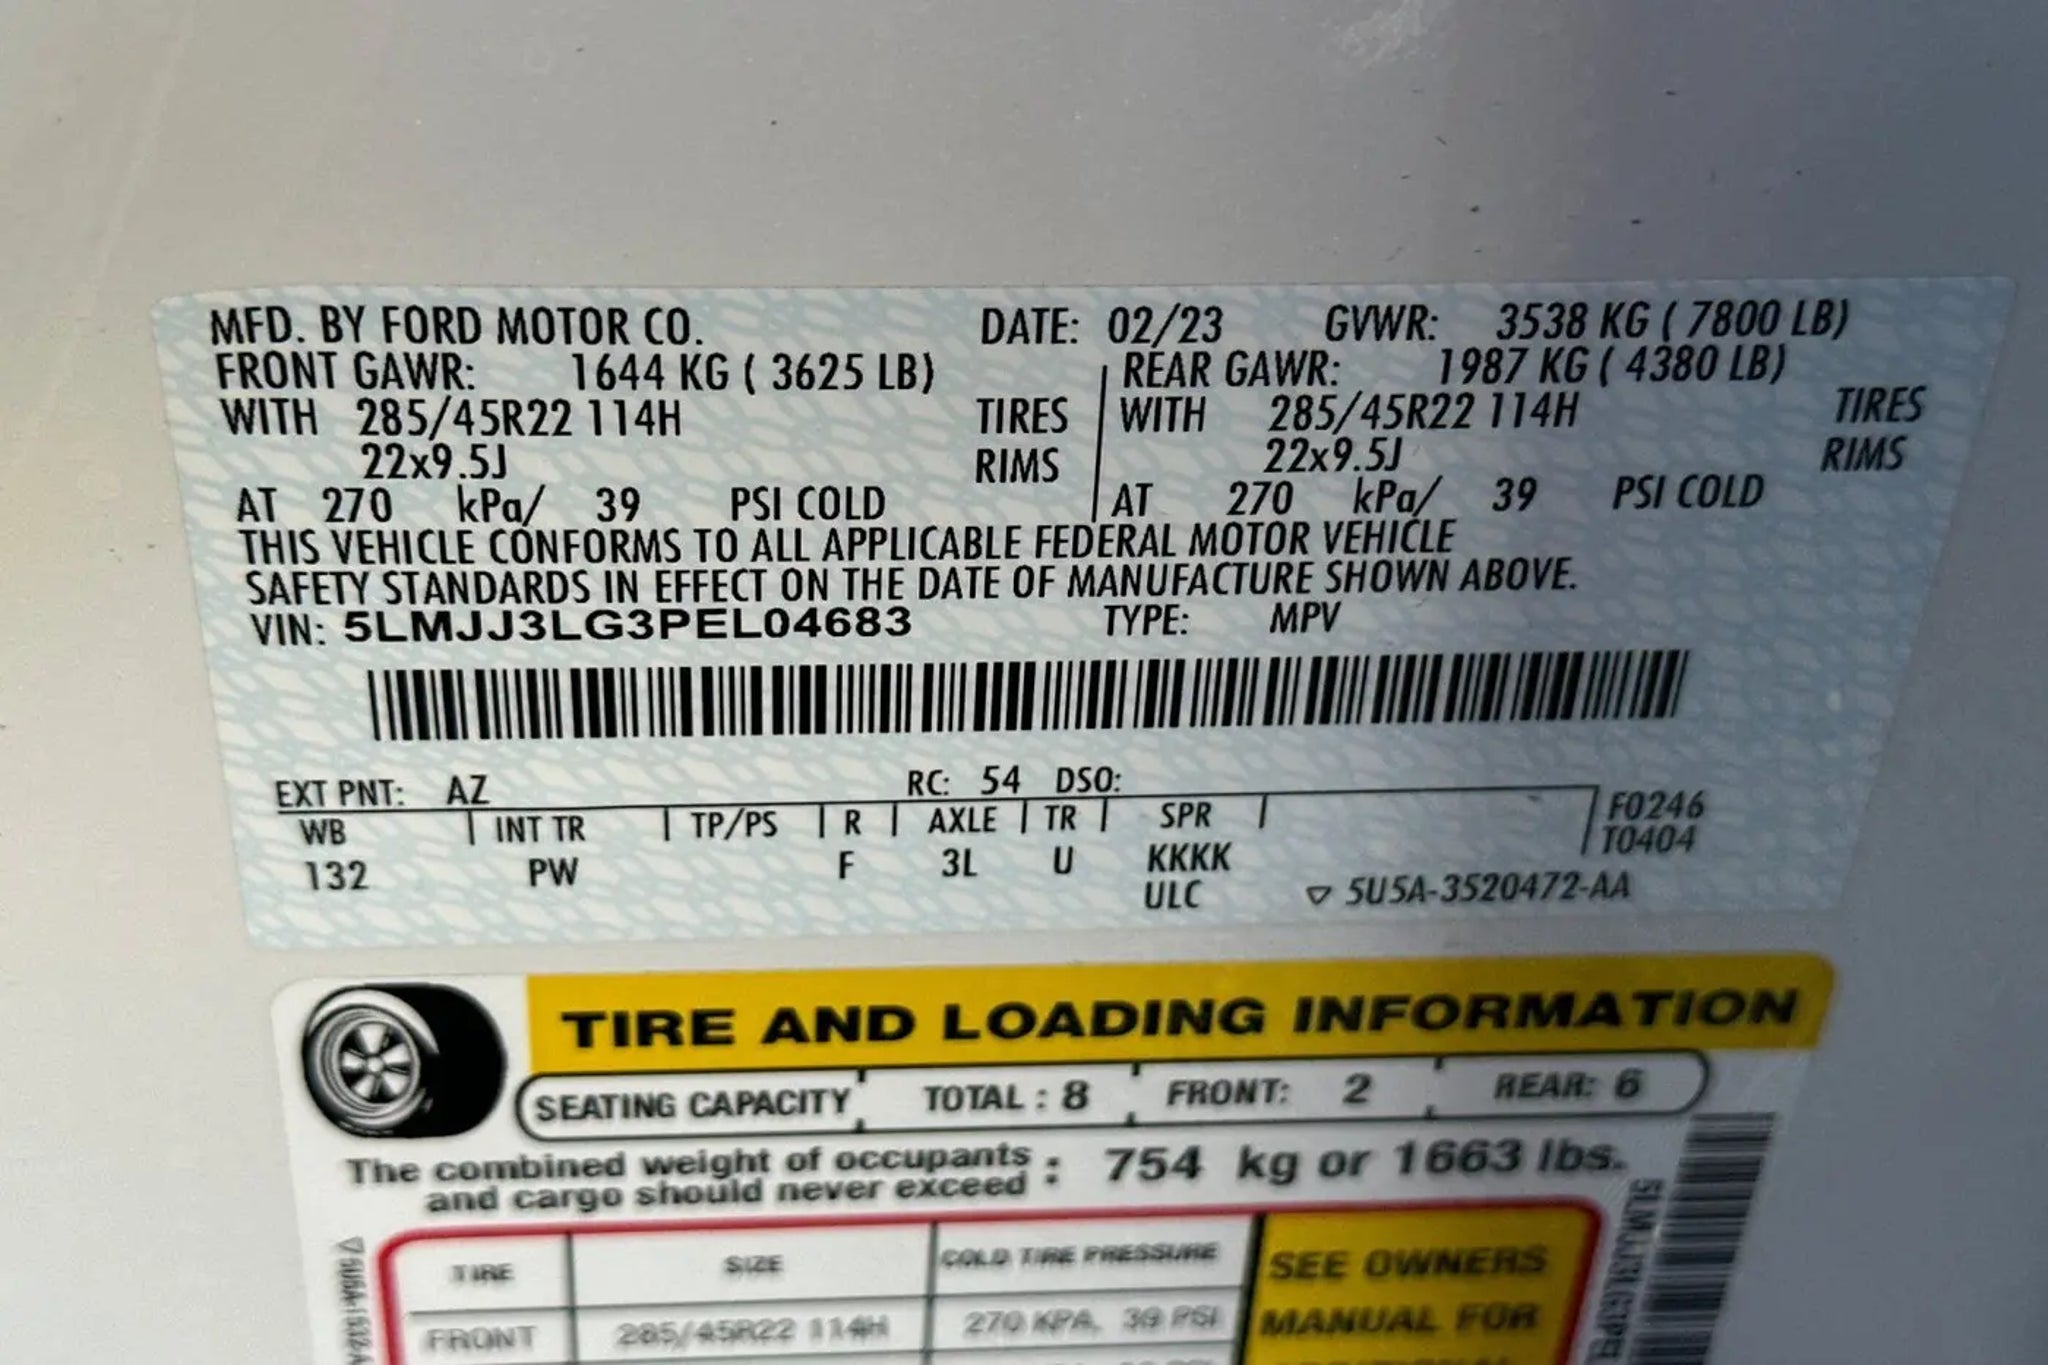 MFD. BY FORD MOTOR CO. DATE: 02/23 GVWR: 3538 KG ( 7800 LB)
FRONT GAWR: 1644 KG ( 3625 LB) REAR GAWR: 1987 KG ( 4380 LB)
WITH 285/45R22 114H TIRES WITH 285/45R22 114H TIRES
22x9.5J RIMS 22x9.5J RIMS
AT 270 kPa/ 39 PSI COLD AT 270 kPa/ 39 PSI COLD
THIS VEHICLE CONFORMS TO ALL APPLICABLE FEDERAL MOTOR VEHICLE
SAFETY STANDARDS IN EFFECT ON THE DATE OF MANUFACTURE SHOWN ABOVE.
VIN: 5LMJJ3LG3PEL04683 TYPE: MPV
EXT PNT: AZ RC: 54 DSO:
WB INT TR TP/PS R AXLE TR SPR F0246
T0404
132 PW F 3L U KKKK
ULC ▽ 5U5A-3520472-AA
TIRE AND LOADING INFORMATION
SEATING CAPACITY TOTAL : 8 FRONT: 2 REAR: 6
The combined weight of occupants
and cargo should never exceed : 754 kg or 1663 lbs.
TIRE SIZE COLD TIRE PRESSURE SEE OWNERS
FRONT 285/45R22 114H 270 KPA, 39 PSI MANUAL FOR